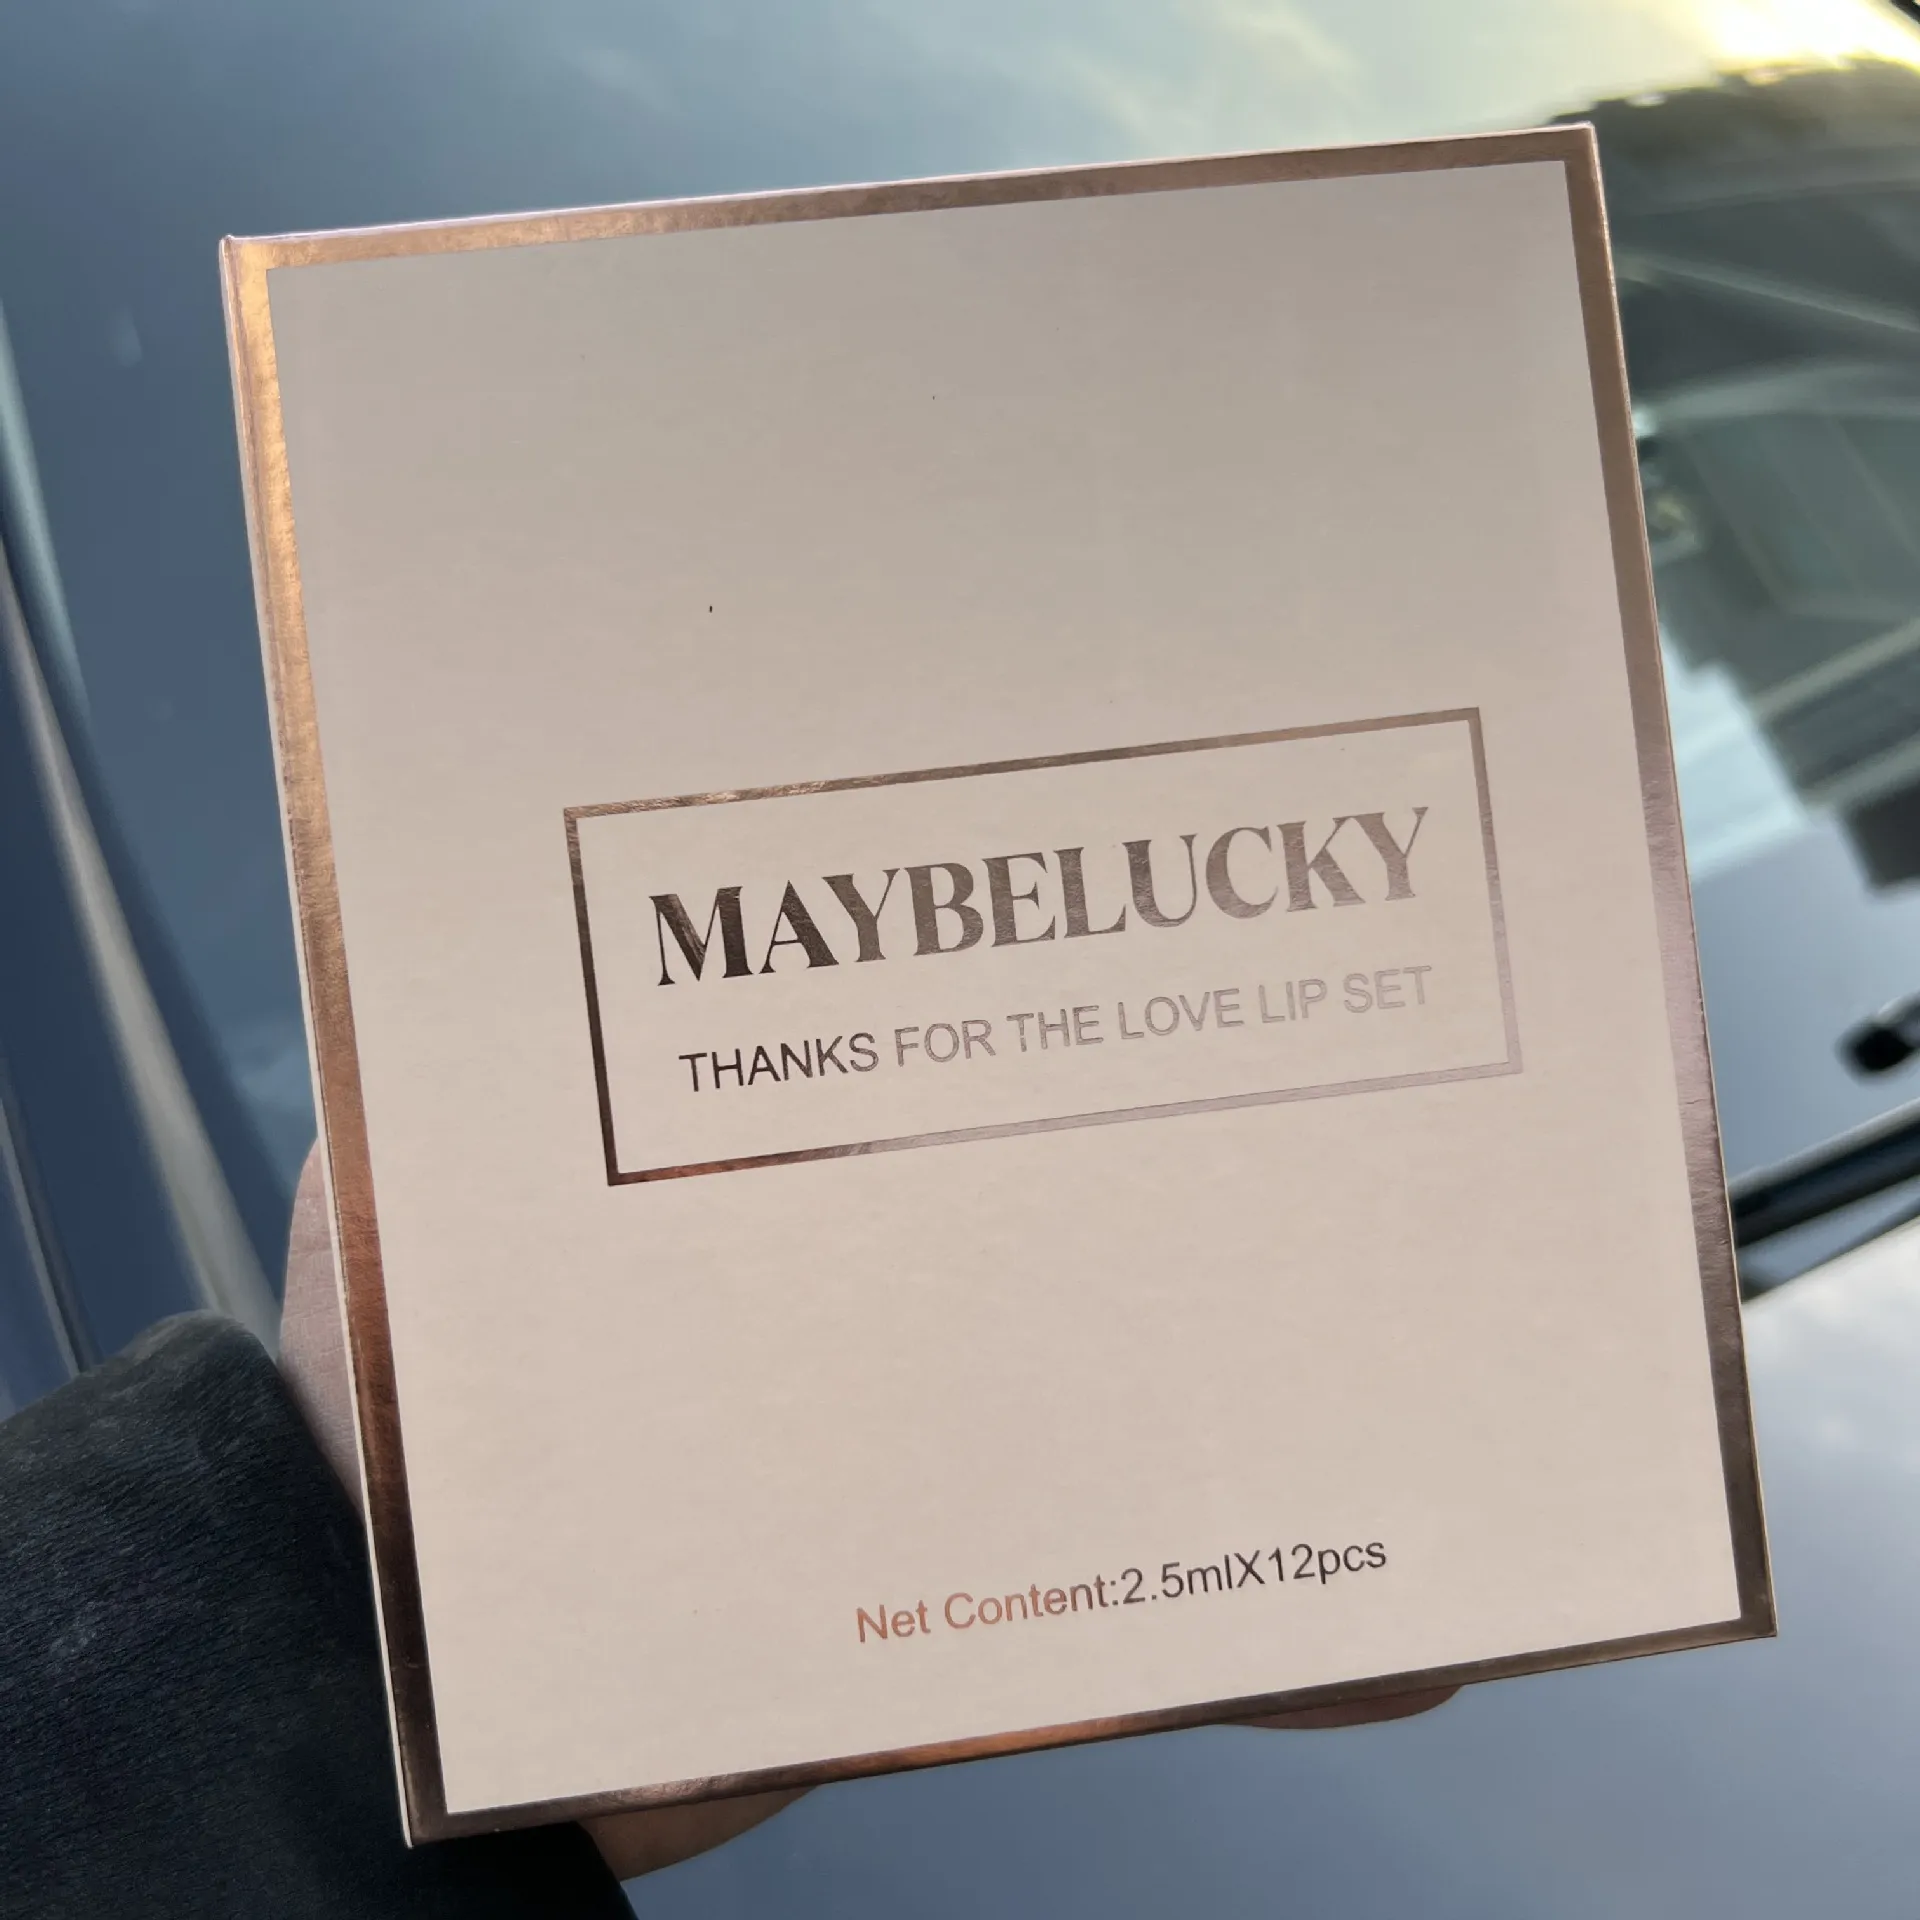 MAYBELUCKY
THANKS FOR THE LOVE LIP SET
Net Content:2.5mlX12pcs